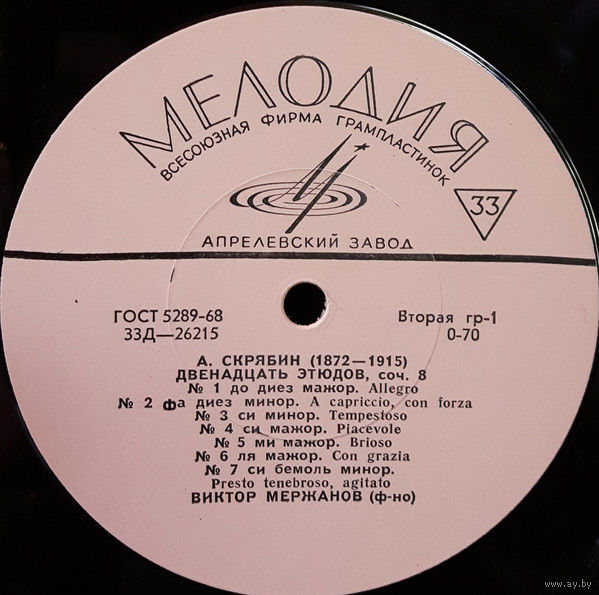 МЕЛОДИЯ
ВСЕСОЮЗНАЯ ФИРМА ГРАМПЛАСТИНОК
33
АПРЕЛЕВСКИЙ ЗАВОД
ГОСТ 5289-68
33Д—26215
Вторая гр-1
0-70
А. СКРЯБИН (1872—1915)
ДВЕНАДЦАТЬ ЭТЮДОВ, соч. 8
№ 1 до диез мажор. Allegro
№ 2 фа диез минор. A capriccio, con forza
№ 3 си минор. Tempestoso
№ 4 си мажор. Piacevole
№ 5 ми мажор. Brioso
№ 6 ля мажор. Con grazia
№ 7 си бемоль минор.
Presto tenebroso, agitato
ВИКТОР МЕРЖАНОВ (ф-но)
www.ay.by